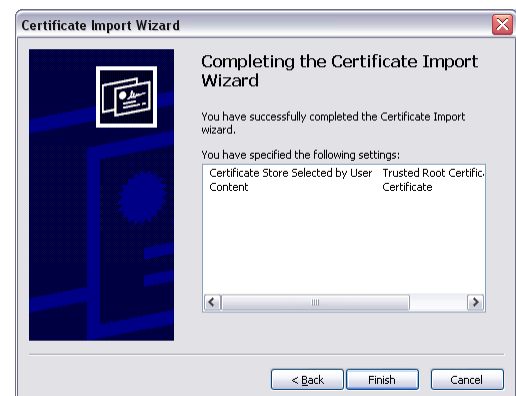 Certificate Import Wizard
Completing the Certificate Import
Wizard
You have successfully completed the Certificate Import
wizard.
You have specified the following settings:
Certificate Store Selected by User Trusted Root Certific
Content Certificate
< Back Finish Cancel